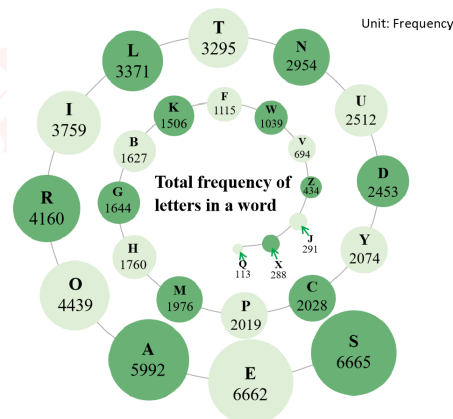 Unit: Frequency
Total frequency of
letters in a word
S
6665
E
6662
A
5992
O
4439
R
4160
I
3759
L
3371
T
3295
N
2954
U
2512
D
2453
Y
2074
C
2028
P
2019
M
1976
H
1760
G
1644
B
1627
K
1506
F
1115
W
1039
V
694
Z
434
J
291
X
288
Q
113